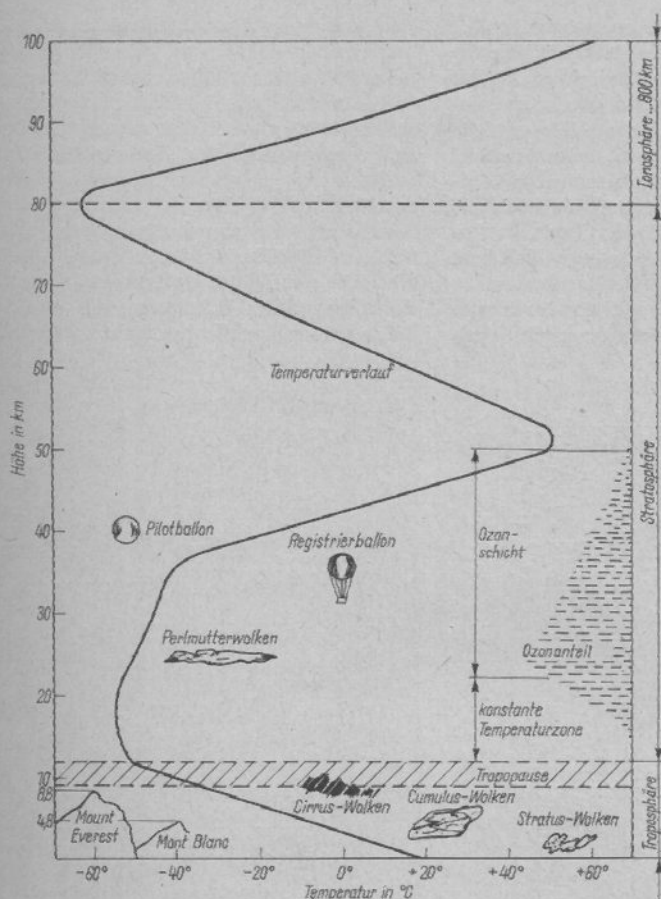 100
90
80
70
60
50
40
30
20
10
8,8
4,8
Höhe in km
Ionosphäre ...800km
Stratosphäre
Troposphäre
Temperaturverlauf
Pilotballon
Registrierballon
Ozon-
schicht
Perlmutterwolken
Ozonanteil
konstante
Temperaturzone
Tropopause
Cirrus-Wolken
Cumulus-Wolken
Stratus-Wolken
Mount
Everest
Mont Blanc
−60°
−40°
−20°
0°
+20°
+40°
+60°
Temperatur in °C